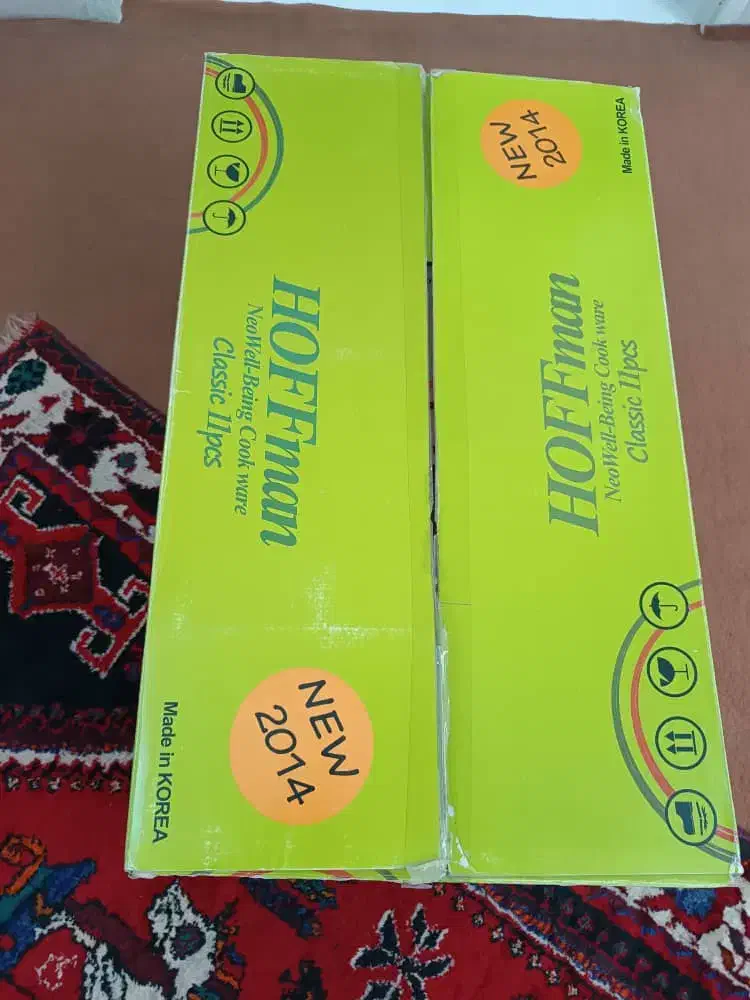 HOFFman
NeoWell-Being Cook ware
Classic 11pcs
NEW
2014
Made in KOREA
NEW
2014
Made in KOREA
HOFFman
NeoWell-Being Cook ware
Classic 11pcs